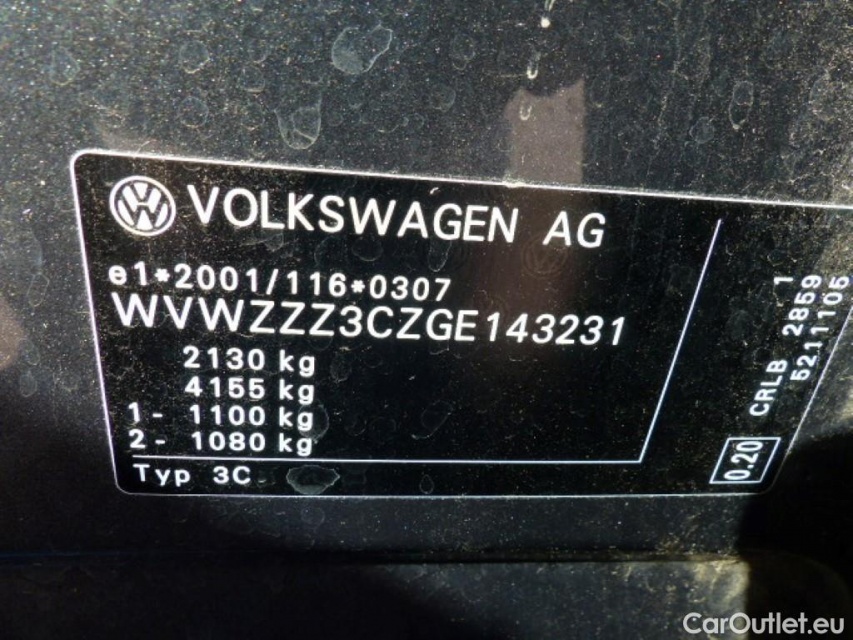 VOLKSWAGEN AG
e1*2001/116*0307
WVWZZZ3CZGE143231
2130 kg
4155 kg
1- 1100 kg
2- 1080 kg
Typ 3C
1
CRLB 2859
5211105
0.20
CarOutlet.eu